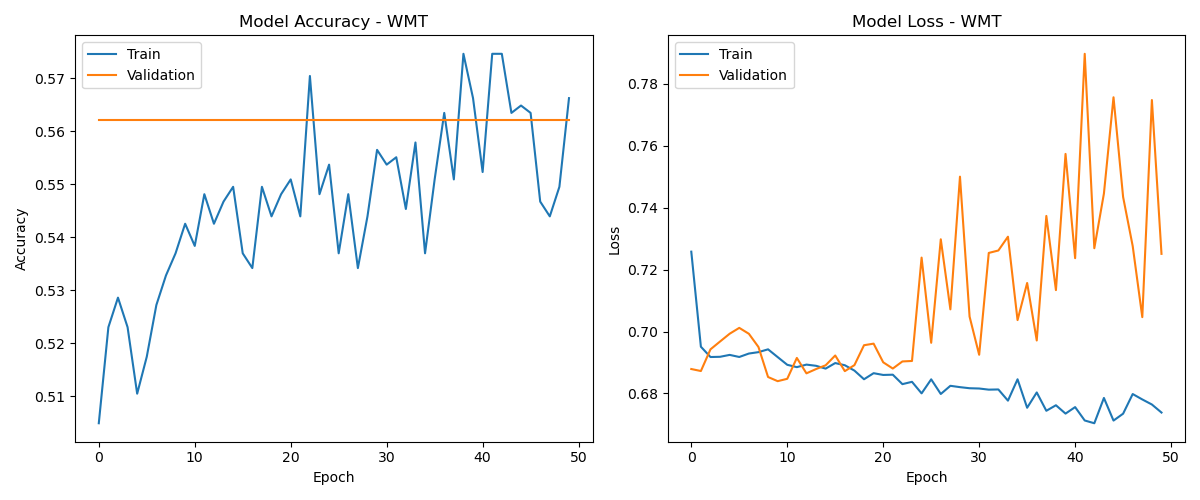 Model Accuracy - WMT
Train
Validation
0.57
0.56
0.55
0.54
0.53
0.52
0.51
Accuracy
0 10 20 30 40 50
Epoch
Model Loss - WMT
Train
Validation
0.78
0.76
0.74
0.72
0.70
0.68
Loss
0 10 20 30 40 50
Epoch